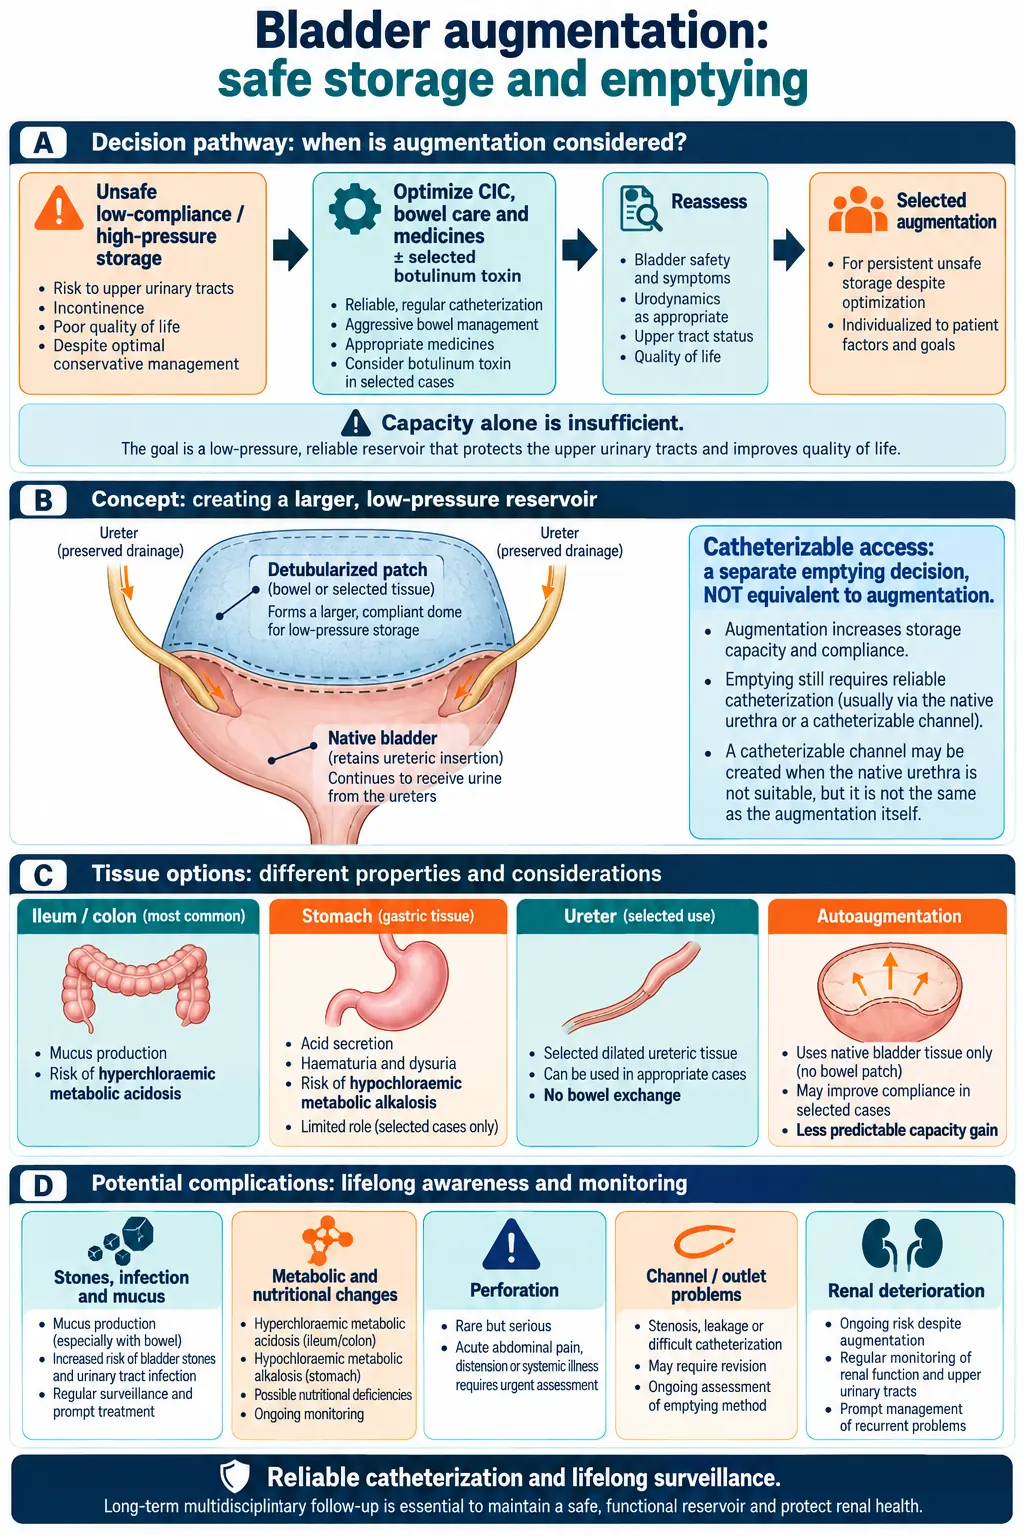 Bladder augmentation:
safe storage and emptying
A
Decision pathway: when is augmentation considered?
Unsafe
low-compliance /
high-pressure
storage
• Risk to upper urinary tracts
• Incontinence
• Poor quality of life
• Despite optimal
conservative management
Optimize CIC,
bowel care and
medicines
± selected
botulinum toxin
• Reliable, regular catheterization
• Aggressive bowel management
• Appropriate medicines
• Consider botulinum toxin
in selected cases
Reassess
• Bladder safety
and symptoms
• Urodynamics
as appropriate
• Upper tract status
• Quality of life
Selected
augmentation
• For persistent unsafe
storage despite
optimization
• Individualized to patient
factors and goals
Capacity alone is insufficient.
The goal is a low-pressure, reliable reservoir that protects the upper urinary tracts and improves quality of life.
B
Concept: creating a larger, low-pressure reservoir
Ureter
(preserved drainage)
Detubularized patch
(bowel or selected tissue)
Forms a larger, compliant dome
for low-pressure storage
Ureter
(preserved drainage)
Native bladder
(retains ureteric insertion)
Continues to receive urine
from the ureters
Catheterizable access:
a separate emptying decision,
NOT equivalent to augmentation.
• Augmentation increases storage
capacity and compliance.
• Emptying still requires reliable
catheterization (usually via the native
urethra or a catheterizable channel).
• A catheterizable channel may be
created when the native urethra is
not suitable, but it is not the same
as the augmentation itself.
C
Tissue options: different properties and considerations
Ileum / colon (most common)
• Mucus production
• Risk of hyperchloraemic
metabolic acidosis
Stomach (gastric tissue)
• Acid secretion
• Haematuria and dysuria
• Risk of hypochloraemic
metabolic alkalosis
• Limited role (selected cases only)
Ureter (selected use)
• Selected dilated ureteric tissue
• Can be used in appropriate cases
• No bowel exchange
Autoaugmentation
• Uses native bladder tissue only
(no bowel patch)
• May improve compliance in
selected cases
• Less predictable capacity gain
D
Potential complications: lifelong awareness and monitoring
Stones, infection
and mucus
• Mucus production
(especially with bowel)
• Increased risk of bladder stones
and urinary tract infection
• Regular surveillance and
prompt treatment
Metabolic and
nutritional changes
• Hyperchloraemic metabolic
acidosis (ileum/colon)
• Hypochloraemic metabolic
alkalosis (stomach)
• Possible nutritional deficiencies
• Ongoing monitoring
Perforation
• Rare but serious
• Acute abdominal pain,
distension or systemic illness
requires urgent assessment
Channel / outlet
problems
• Stenosis, leakage or
difficult catheterization
• May require revision
• Ongoing assessment
of emptying method
Renal deterioration
• Ongoing risk despite
augmentation
• Regular monitoring of
renal function and upper
urinary tracts
• Prompt management
of recurrent problems
Reliable catheterization and lifelong surveillance.
Long-term multidisciplinary follow-up is essential to maintain a safe, functional reservoir and protect renal health.